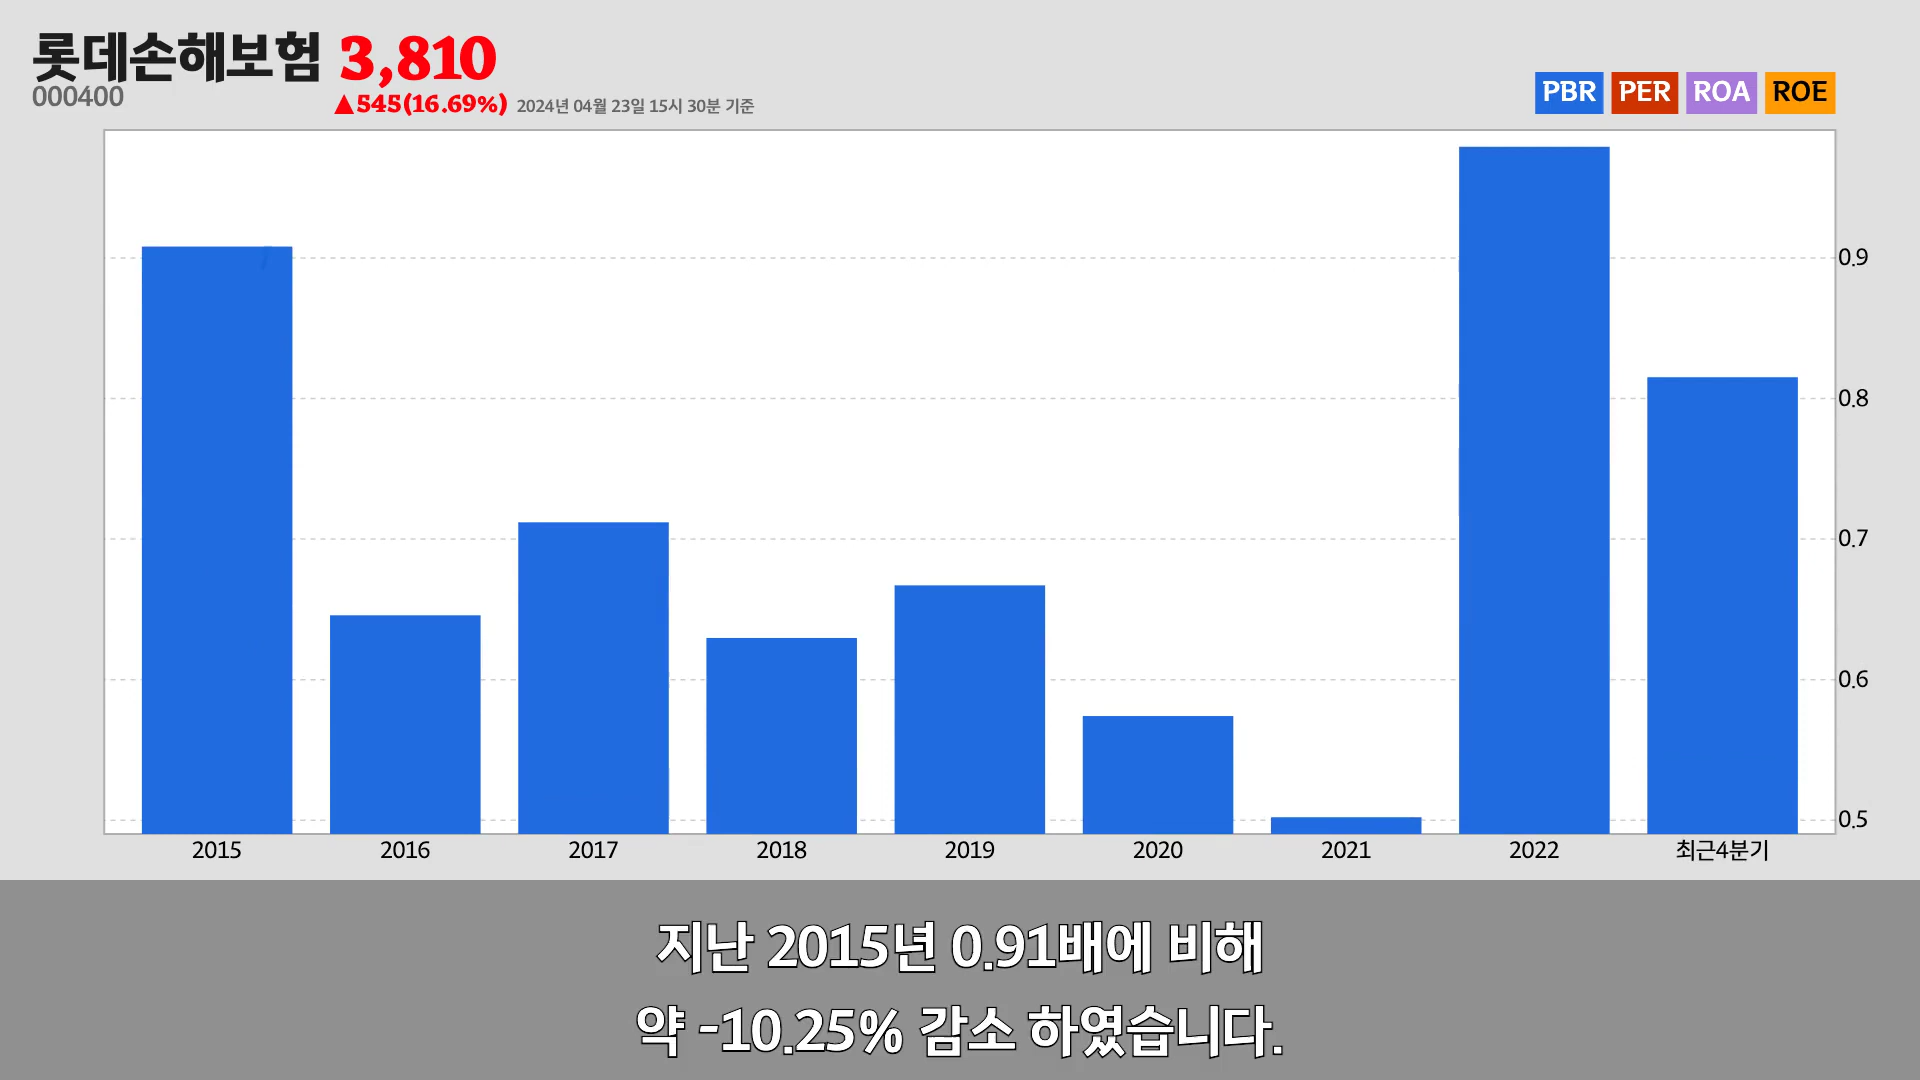 롯데손해보험 3,810
000400
▲545(16.69%) 2024년 04월 23일 15시 30분 기준
PBR PER ROA ROE
0.9
0.8
0.7
0.6
0.5
2015 2016 2017 2018 2019 2020 2021 2022 최근4분기
지난 2015년 0.91배에 비해
약 -10.25% 감소 하였습니다.